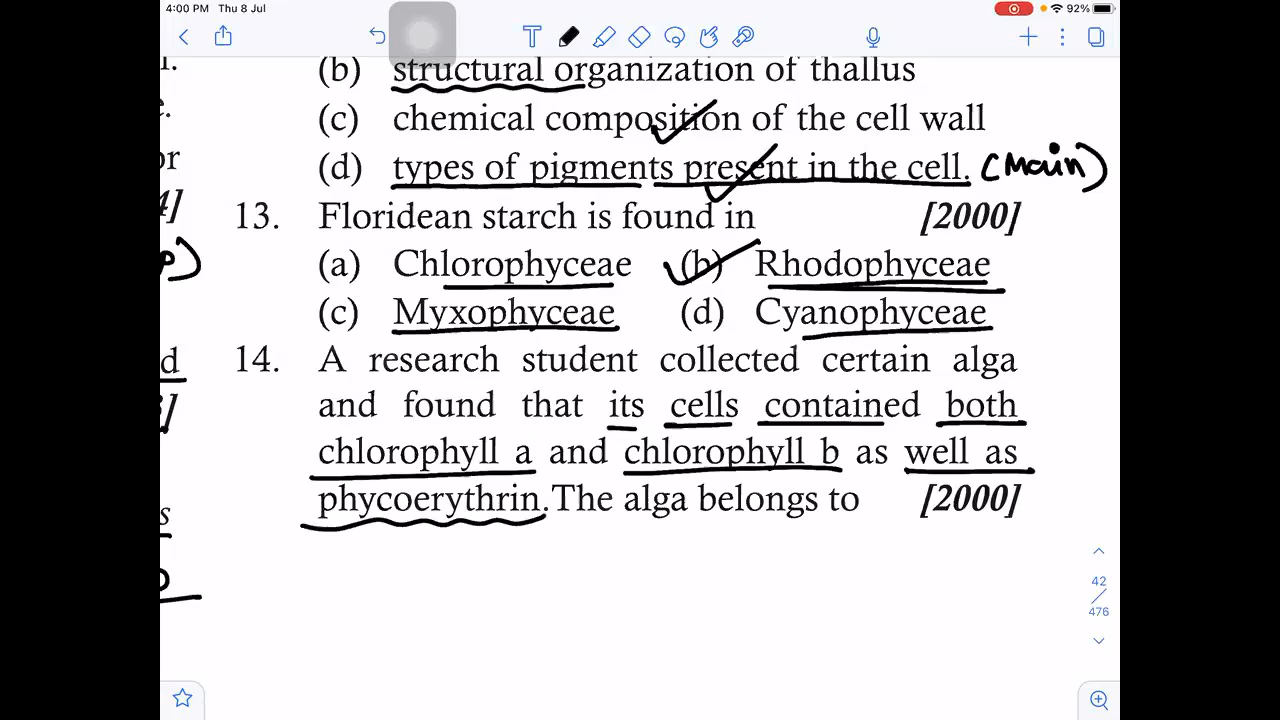 4:00 PM Thu 8 Jul
92%
(b) structural organization of thallus
(c) chemical composition of the cell wall
(d) types of pigments present in the cell. (Main)
13. Floridean starch is found in [2000]
(a) Chlorophyceae (b) Rhodophyceae
(c) Myxophyceae (d) Cyanophyceae
14. A research student collected certain alga
and found that its cells contained both
chlorophyll a and chlorophyll b as well as
phycoerythrin.The alga belongs to [2000]
42
476